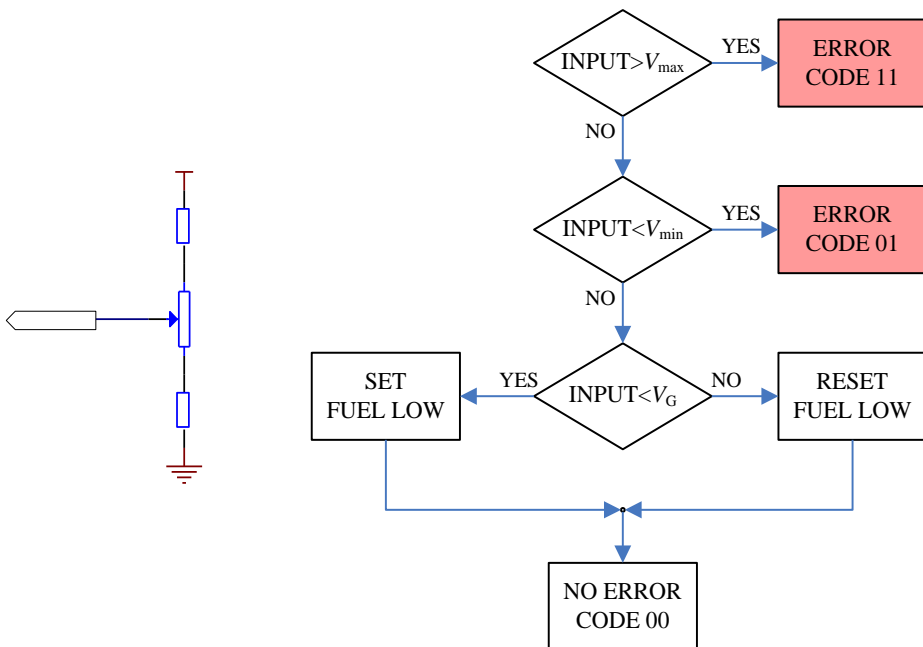 INPUT>Vmax
YES
ERROR
CODE 11
NO
INPUT<Vmin
YES
ERROR
CODE 01
NO
SET
FUEL LOW
YES
INPUT<VG
NO
RESET
FUEL LOW
NO ERROR
CODE 00